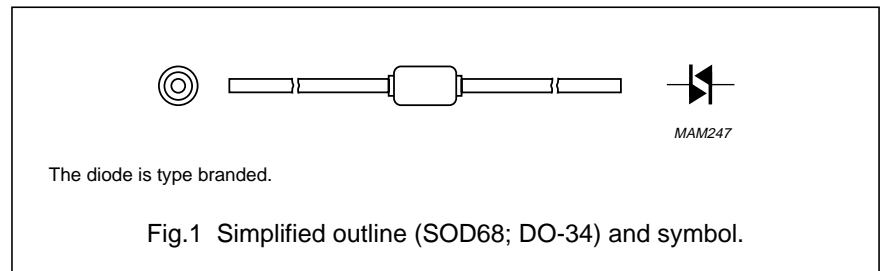 MAM247
The diode is type branded.
Fig.1 Simplified outline (SOD68; DO-34) and symbol.